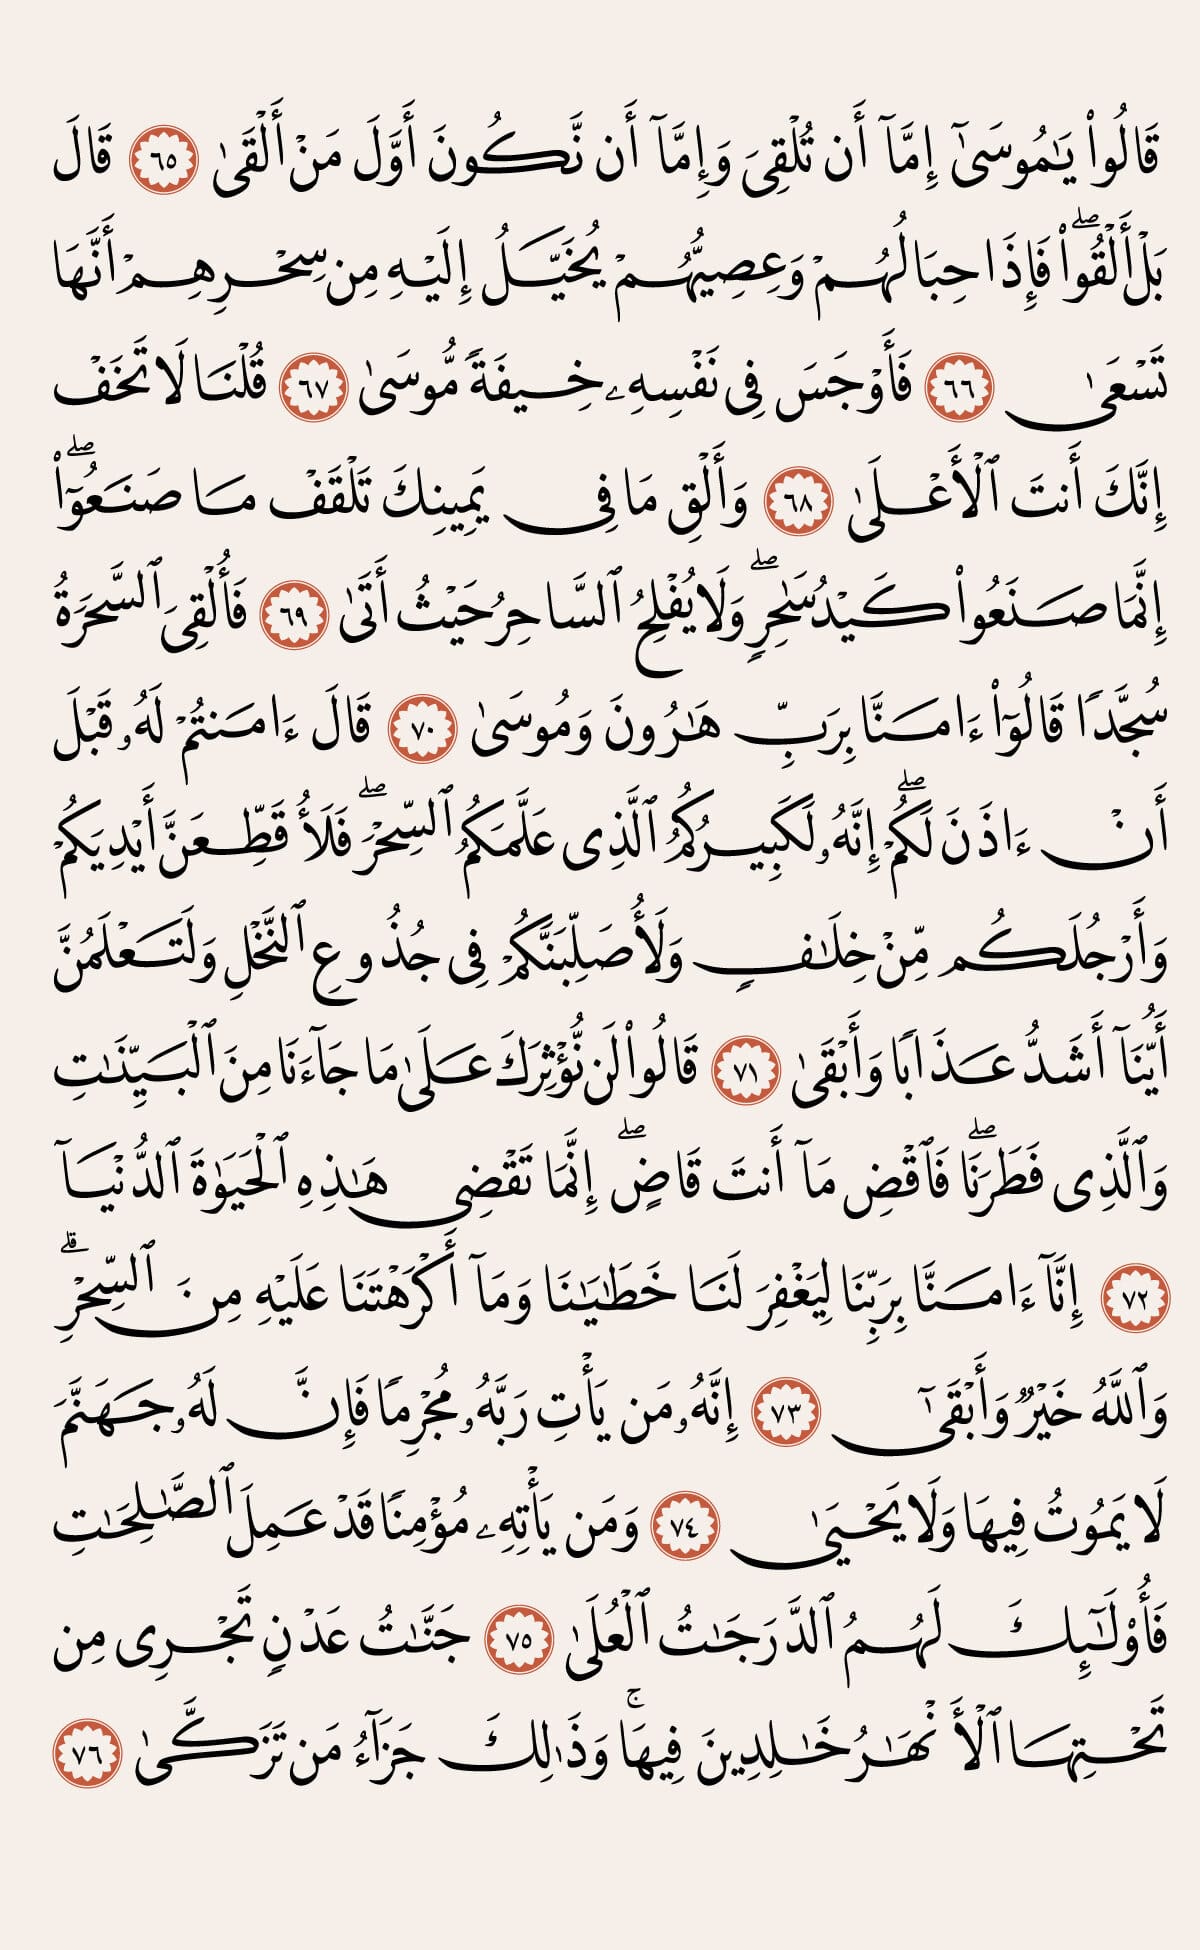 قَالُوا۟ يَٰمُوسَىٰٓ إِمَّآ أَن تُلْقِىَ وَإِمَّآ أَن نَّكُونَ أَوَّلَ مَنْ أَلْقَىٰ ٦٥ قَالَ
بَلْ أَلْقُوا۟ۖ فَإِذَا حِبَالُهُمْ وَعِصِيُّهُمْ يُخَيَّلُ إِلَيْهِ مِن سِحْرِهِمْ أَنَّهَا
تَسْعَىٰ ٦٦ فَأَوْجَسَ فِى نَفْسِهِۦ خِيفَةً مُّوسَىٰ ٦٧ قُلْنَا لَا تَخَفْ
إِنَّكَ أَنتَ ٱلْأَعْلَىٰ ٦٨ وَأَلْقِ مَا فِى يَمِينِكَ تَلْقَفْ مَا صَنَعُوٓا۟ۖ
إِنَّمَا صَنَعُوا۟ كَيْدُ سَٰحِرٍۖ وَلَا يُفْلِحُ ٱلسَّاحِرُ حَيْثُ أَتَىٰ ٦٩ فَأُلْقِىَ ٱلسَّحَرَةُ
سُجَّدًا قَالُوٓا۟ ءَامَنَّا بِرَبِّ هَٰرُونَ وَمُوسَىٰ ٧٠ قَالَ ءَامَنتُمْ لَهُۥ قَبْلَ
أَنْ ءَاذَنَ لَكُمْۖ إِنَّهُۥ لَكَبِيرُكُمُ ٱلَّذِى عَلَّمَكُمُ ٱلسِّحْرَۖ فَلَأُقَطِّعَنَّ أَيْدِيَكُمْ
وَأَرْجُلَكُم مِّنْ خِلَٰفٍ وَلَأُصَلِّبَنَّكُمْ فِى جُذُوعِ ٱلنَّخْلِ وَلَتَعْلَمُنَّ
أَيُّنَآ أَشَدُّ عَذَابًا وَأَبْقَىٰ ٧١ قَالُوا۟ لَن نُّؤْثِرَكَ عَلَىٰ مَا جَآءَنَا مِنَ ٱلْبَيِّنَٰتِ
وَٱلَّذِى فَطَرَنَاۖ فَٱقْضِ مَآ أَنتَ قَاضٍۖ إِنَّمَا تَقْضِى هَٰذِهِ ٱلْحَيَوٰةَ ٱلدُّنْيَآ
٧٢ إِنَّآ ءَامَنَّا بِرَبِّنَا لِيَغْفِرَ لَنَا خَطَٰيَٰنَا وَمَآ أَكْرَهْتَنَا عَلَيْهِ مِنَ ٱلسِّحْرِۗ
وَٱللَّهُ خَيْرٌ وَأَبْقَىٰٓ ٧٣ إِنَّهُۥ مَن يَأْتِ رَبَّهُۥ مُجْرِمًا فَإِنَّ لَهُۥ جَهَنَّمَ
لَا يَمُوتُ فِيهَا وَلَا يَحْيَىٰ ٧٤ وَمَن يَأْتِهِۦ مُؤْمِنًا قَدْ عَمِلَ ٱلصَّٰلِحَٰتِ
فَأُو۟لَٰٓئِكَ لَهُمُ ٱلدَّرَجَٰتُ ٱلْعُلَىٰ ٧٥ جَنَّٰتُ عَدْنٍ تَجْرِى مِن
تَحْتِهَا ٱلْأَنْهَٰرُ خَٰلِدِينَ فِيهَاۚ وَذَٰلِكَ جَزَآءُ مَن تَزَكَّىٰ ٧٦